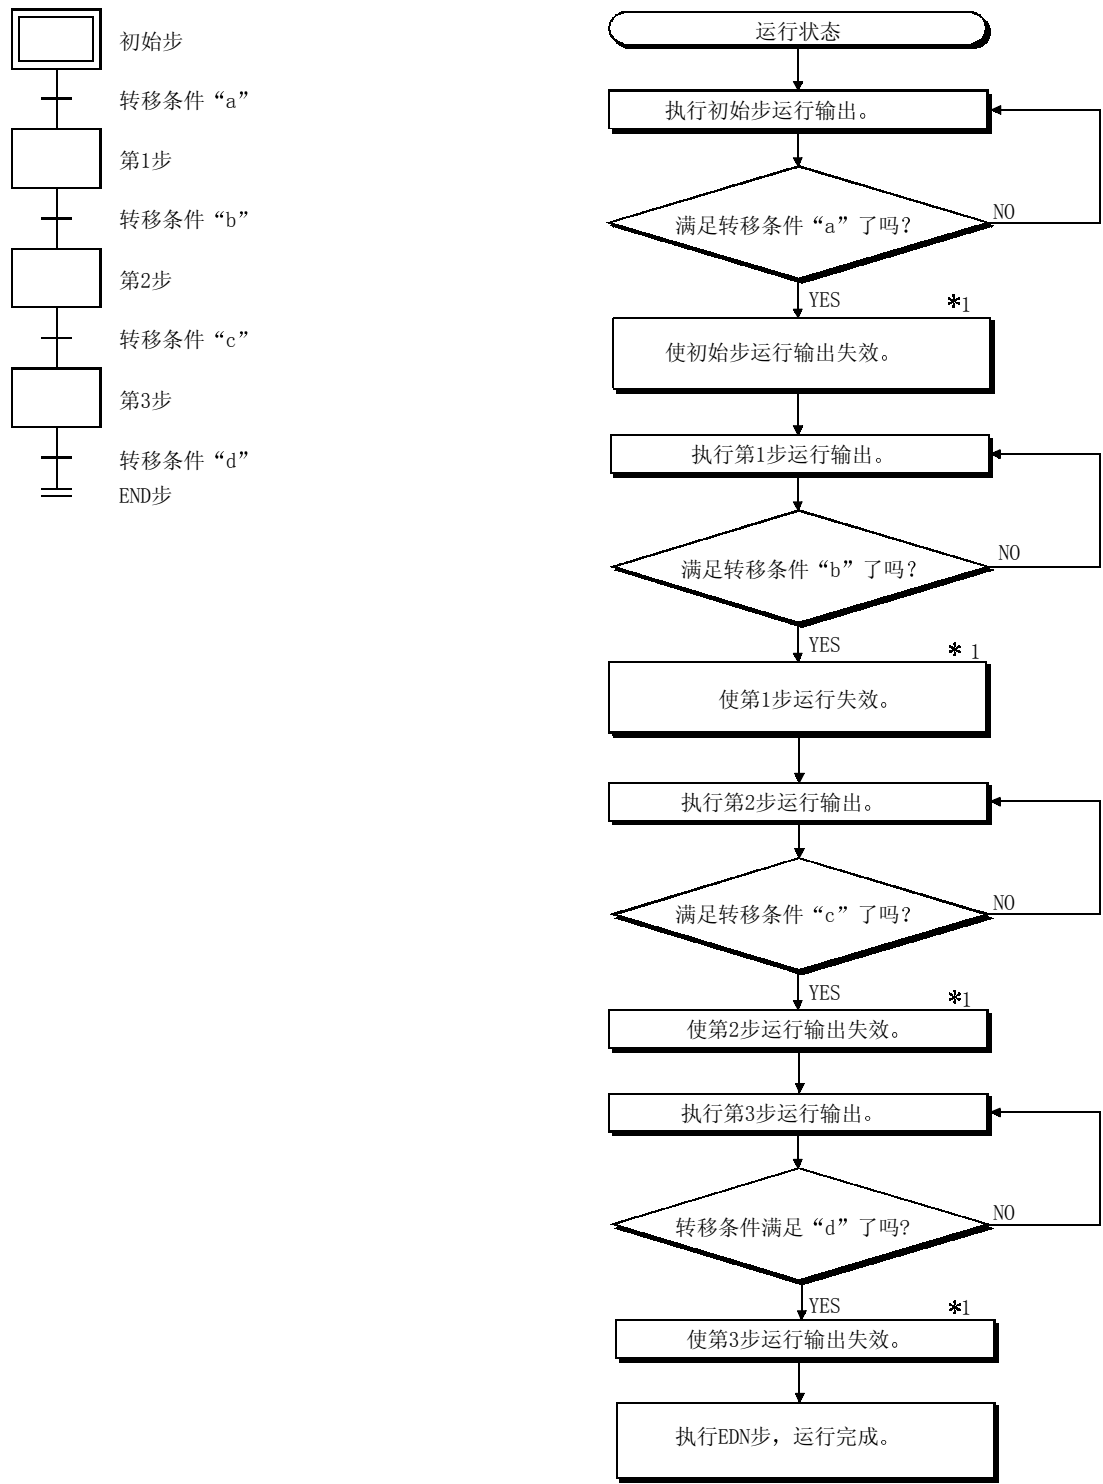 初始步
转移条件“a”
第1步
转移条件“b”
第2步
转移条件“c”
第3步
转移条件“d”
END步
运行状态
执行初始步运行输出。
满足转移条件“a”了吗？
NO
YES
*1
使初始步运行输出失效。
执行第1步运行输出。
满足转移条件“b”了吗？
NO
YES
* 1
使第1步运行失效。
执行第2步运行输出。
满足转移条件“c”了吗？
NO
YES
*1
使第2步运行输出失效。
执行第3步运行输出。
转移条件满足“d”了吗?
NO
YES
*1
使第3步运行输出失效。
执行EDN步，运行完成。